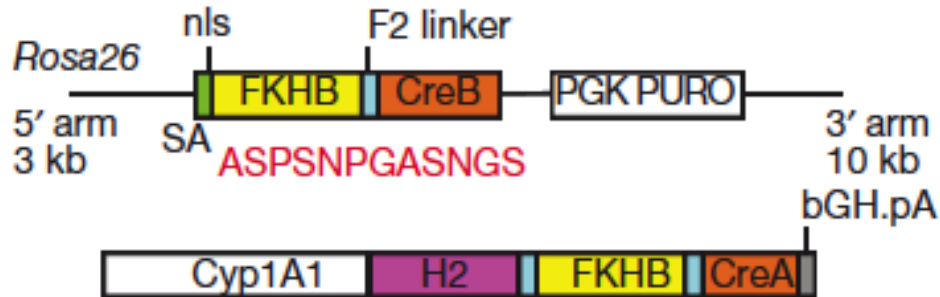 nls
F2 linker
Rosa26
FKHB
CreB
PGK PURO
5′ arm
3 kb
SA
ASPSNPGASNGS
3′ arm
10 kb
bGH.pA
Cyp1A1
H2
FKHB
CreA